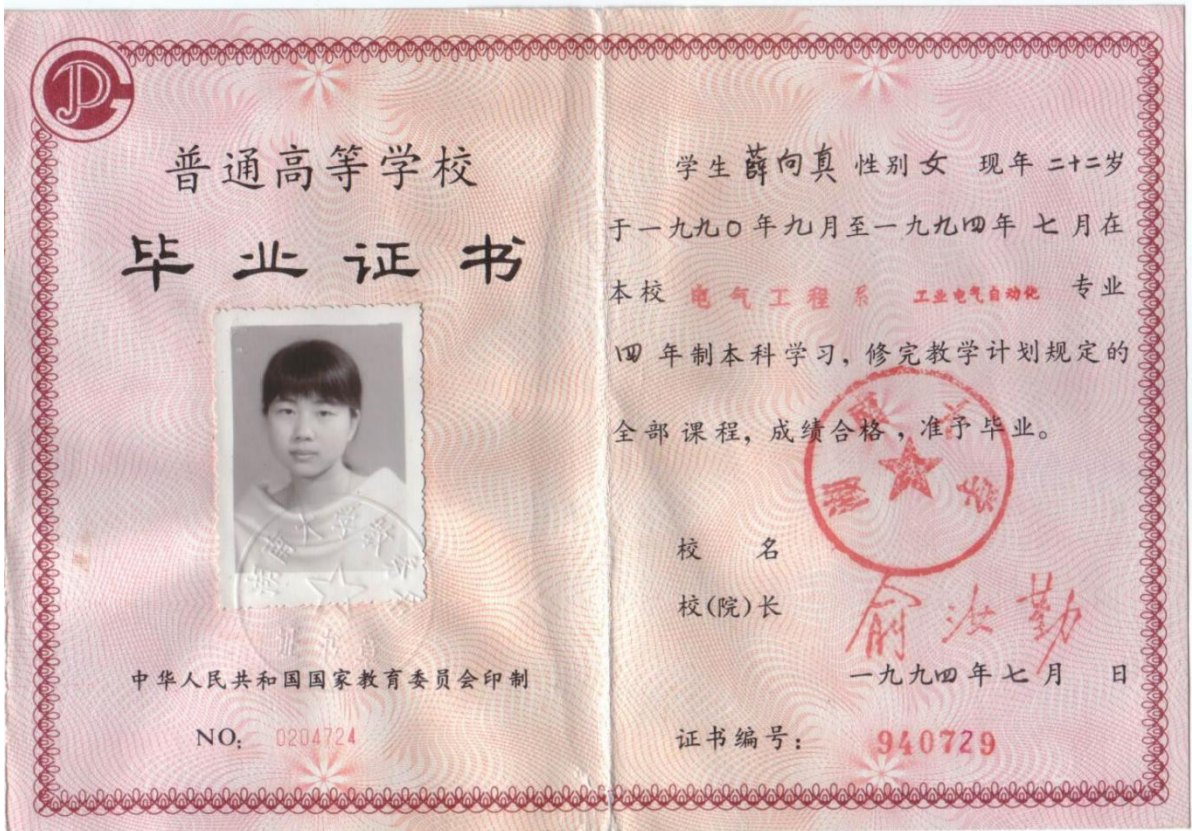 普通高等学校
毕业证书
中华人民共和国国家教育委员会印制
NO: 0204724
学生 薛向真 性别 女 现年 二十二岁
于一九九〇年九月至一九九四年 七 月在
本校 电气工程系 工业电气自动化 专业
四 年制本科学习，修完教学计划规定的
全部课程，成绩合格，准予毕业。
湖南大学
校 名
校(院)长 俞汝勤
一九九四年七月 日
证书编号： 940729